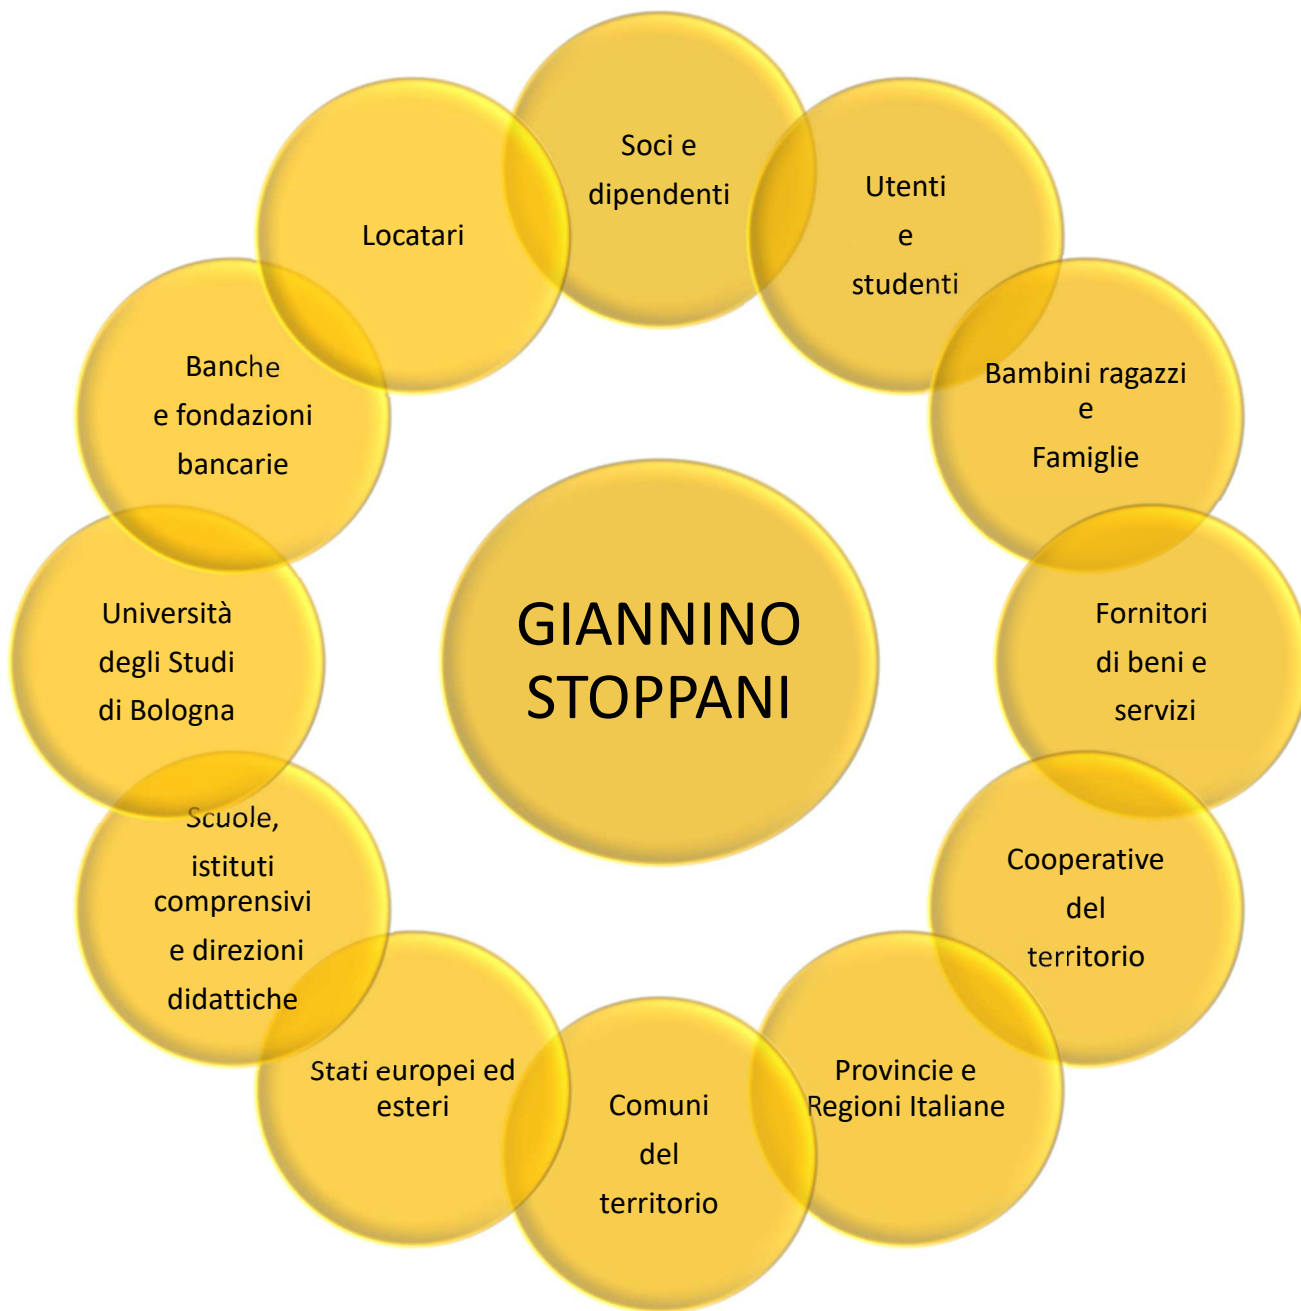 Soci e
dipendenti
Utenti
e
studenti
Bambini ragazzi
e
Famiglie
Fornitori
di beni e
servizi
Cooperative
del
territorio
Provincie e
Regioni Italiane
Comuni
del
territorio
Stati europei ed
esteri
Scuole,
istituti
comprensivi
e direzioni
didattiche
Università
degli Studi
di Bologna
Banche
e fondazioni
bancarie
Locatari
GIANNINO
STOPPANI